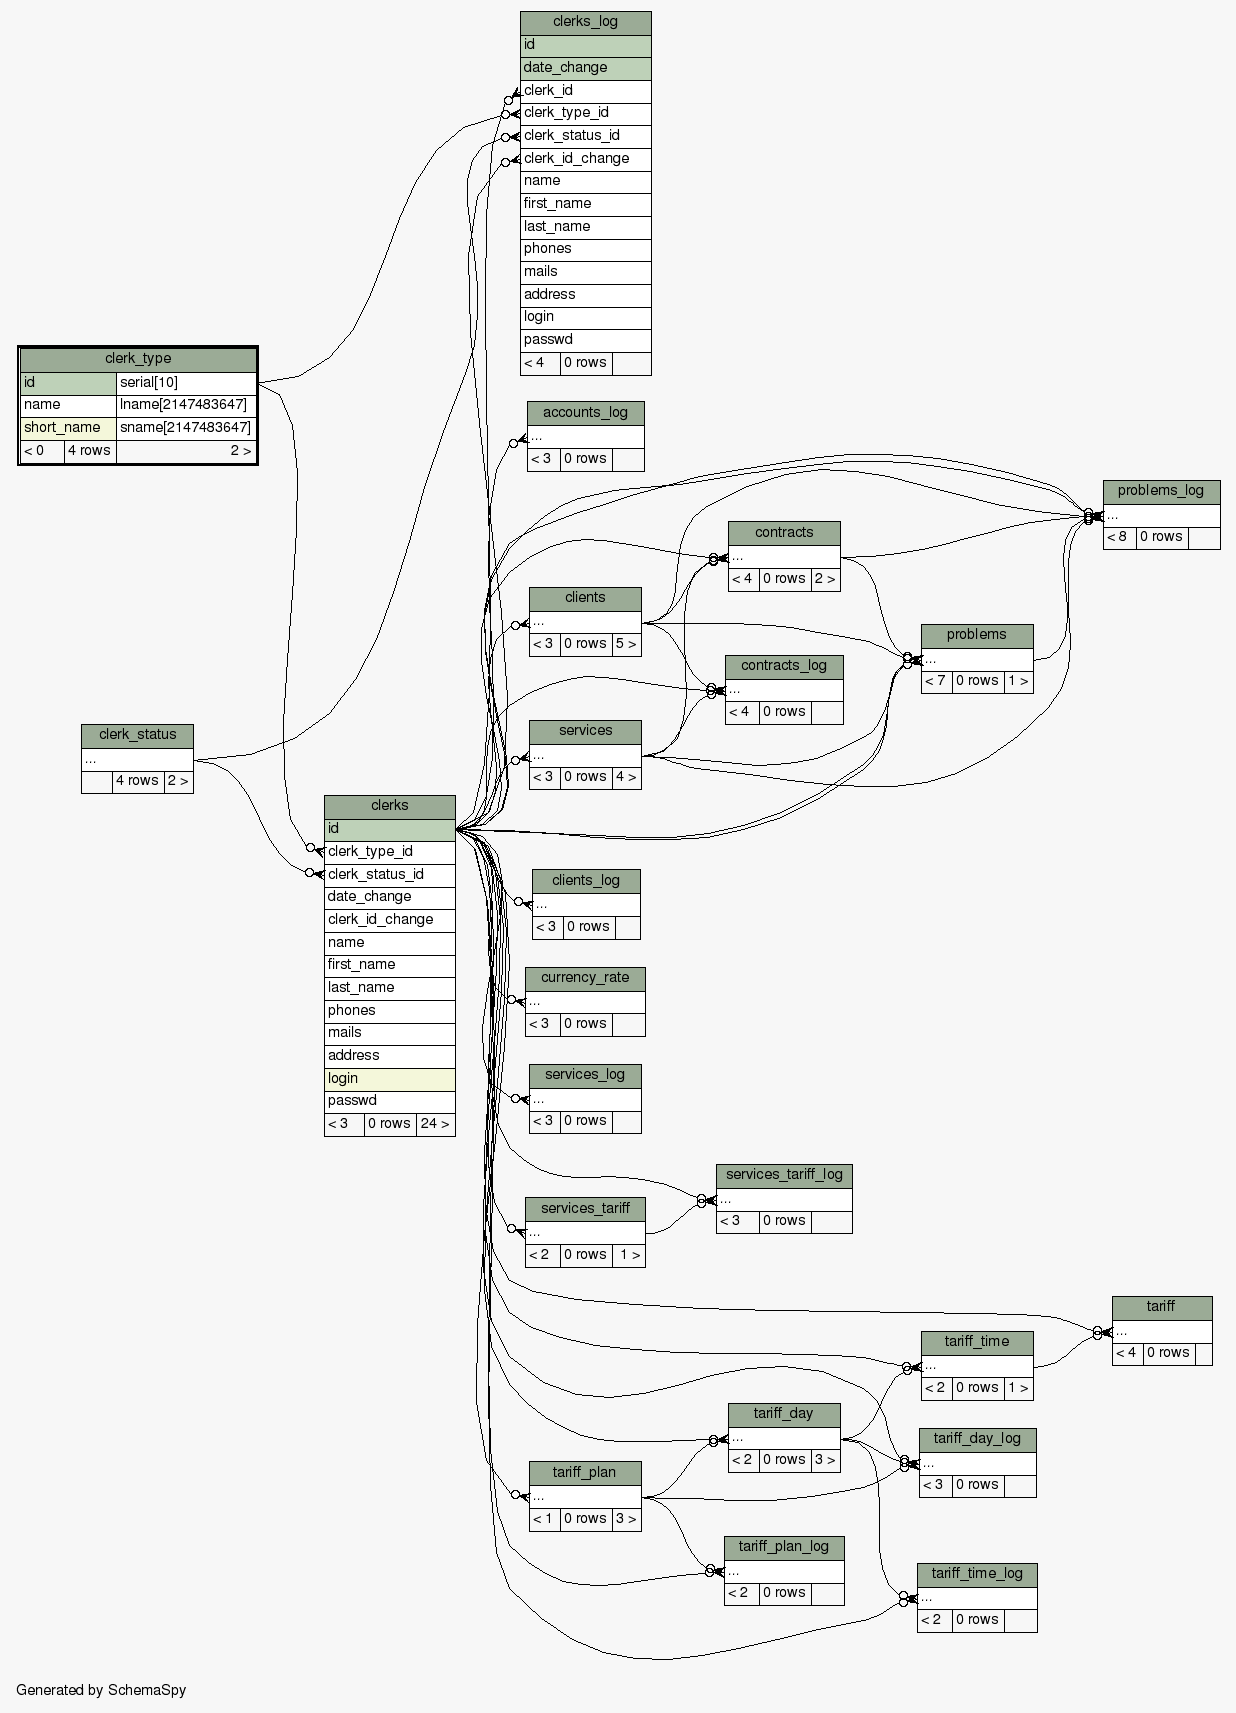 clerks_log
id
date_change
clerk_id
clerk_type_id
clerk_status_id
clerk_id_change
name
first_name
last_name
phones
mails
address
login
passwd
< 4 0 rows
clerk_type
id serial[10]
name lname[2147483647]
short_name sname[2147483647]
< 0 4 rows 2 >
accounts_log
...
< 3 0 rows
problems_log
...
< 8 0 rows
contracts
...
< 4 0 rows 2 >
clients
...
< 3 0 rows 5 >
problems
...
< 7 0 rows 1 >
contracts_log
...
< 4 0 rows
services
...
< 3 0 rows 4 >
clerk_status
...
4 rows 2 >
clerks
id
clerk_type_id
clerk_status_id
date_change
clerk_id_change
name
first_name
last_name
phones
mails
address
login
passwd
< 3 0 rows 24 >
clients_log
...
< 3 0 rows
currency_rate
...
< 3 0 rows
services_log
...
< 3 0 rows
services_tariff_log
...
< 3 0 rows
services_tariff
...
< 2 0 rows 1 >
tariff
...
< 4 0 rows
tariff_time
...
< 2 0 rows 1 >
tariff_day
...
< 2 0 rows 3 >
tariff_day_log
...
< 3 0 rows
tariff_plan
...
< 1 0 rows 3 >
tariff_plan_log
...
< 2 0 rows
tariff_time_log
...
< 2 0 rows
Generated by SchemaSpy